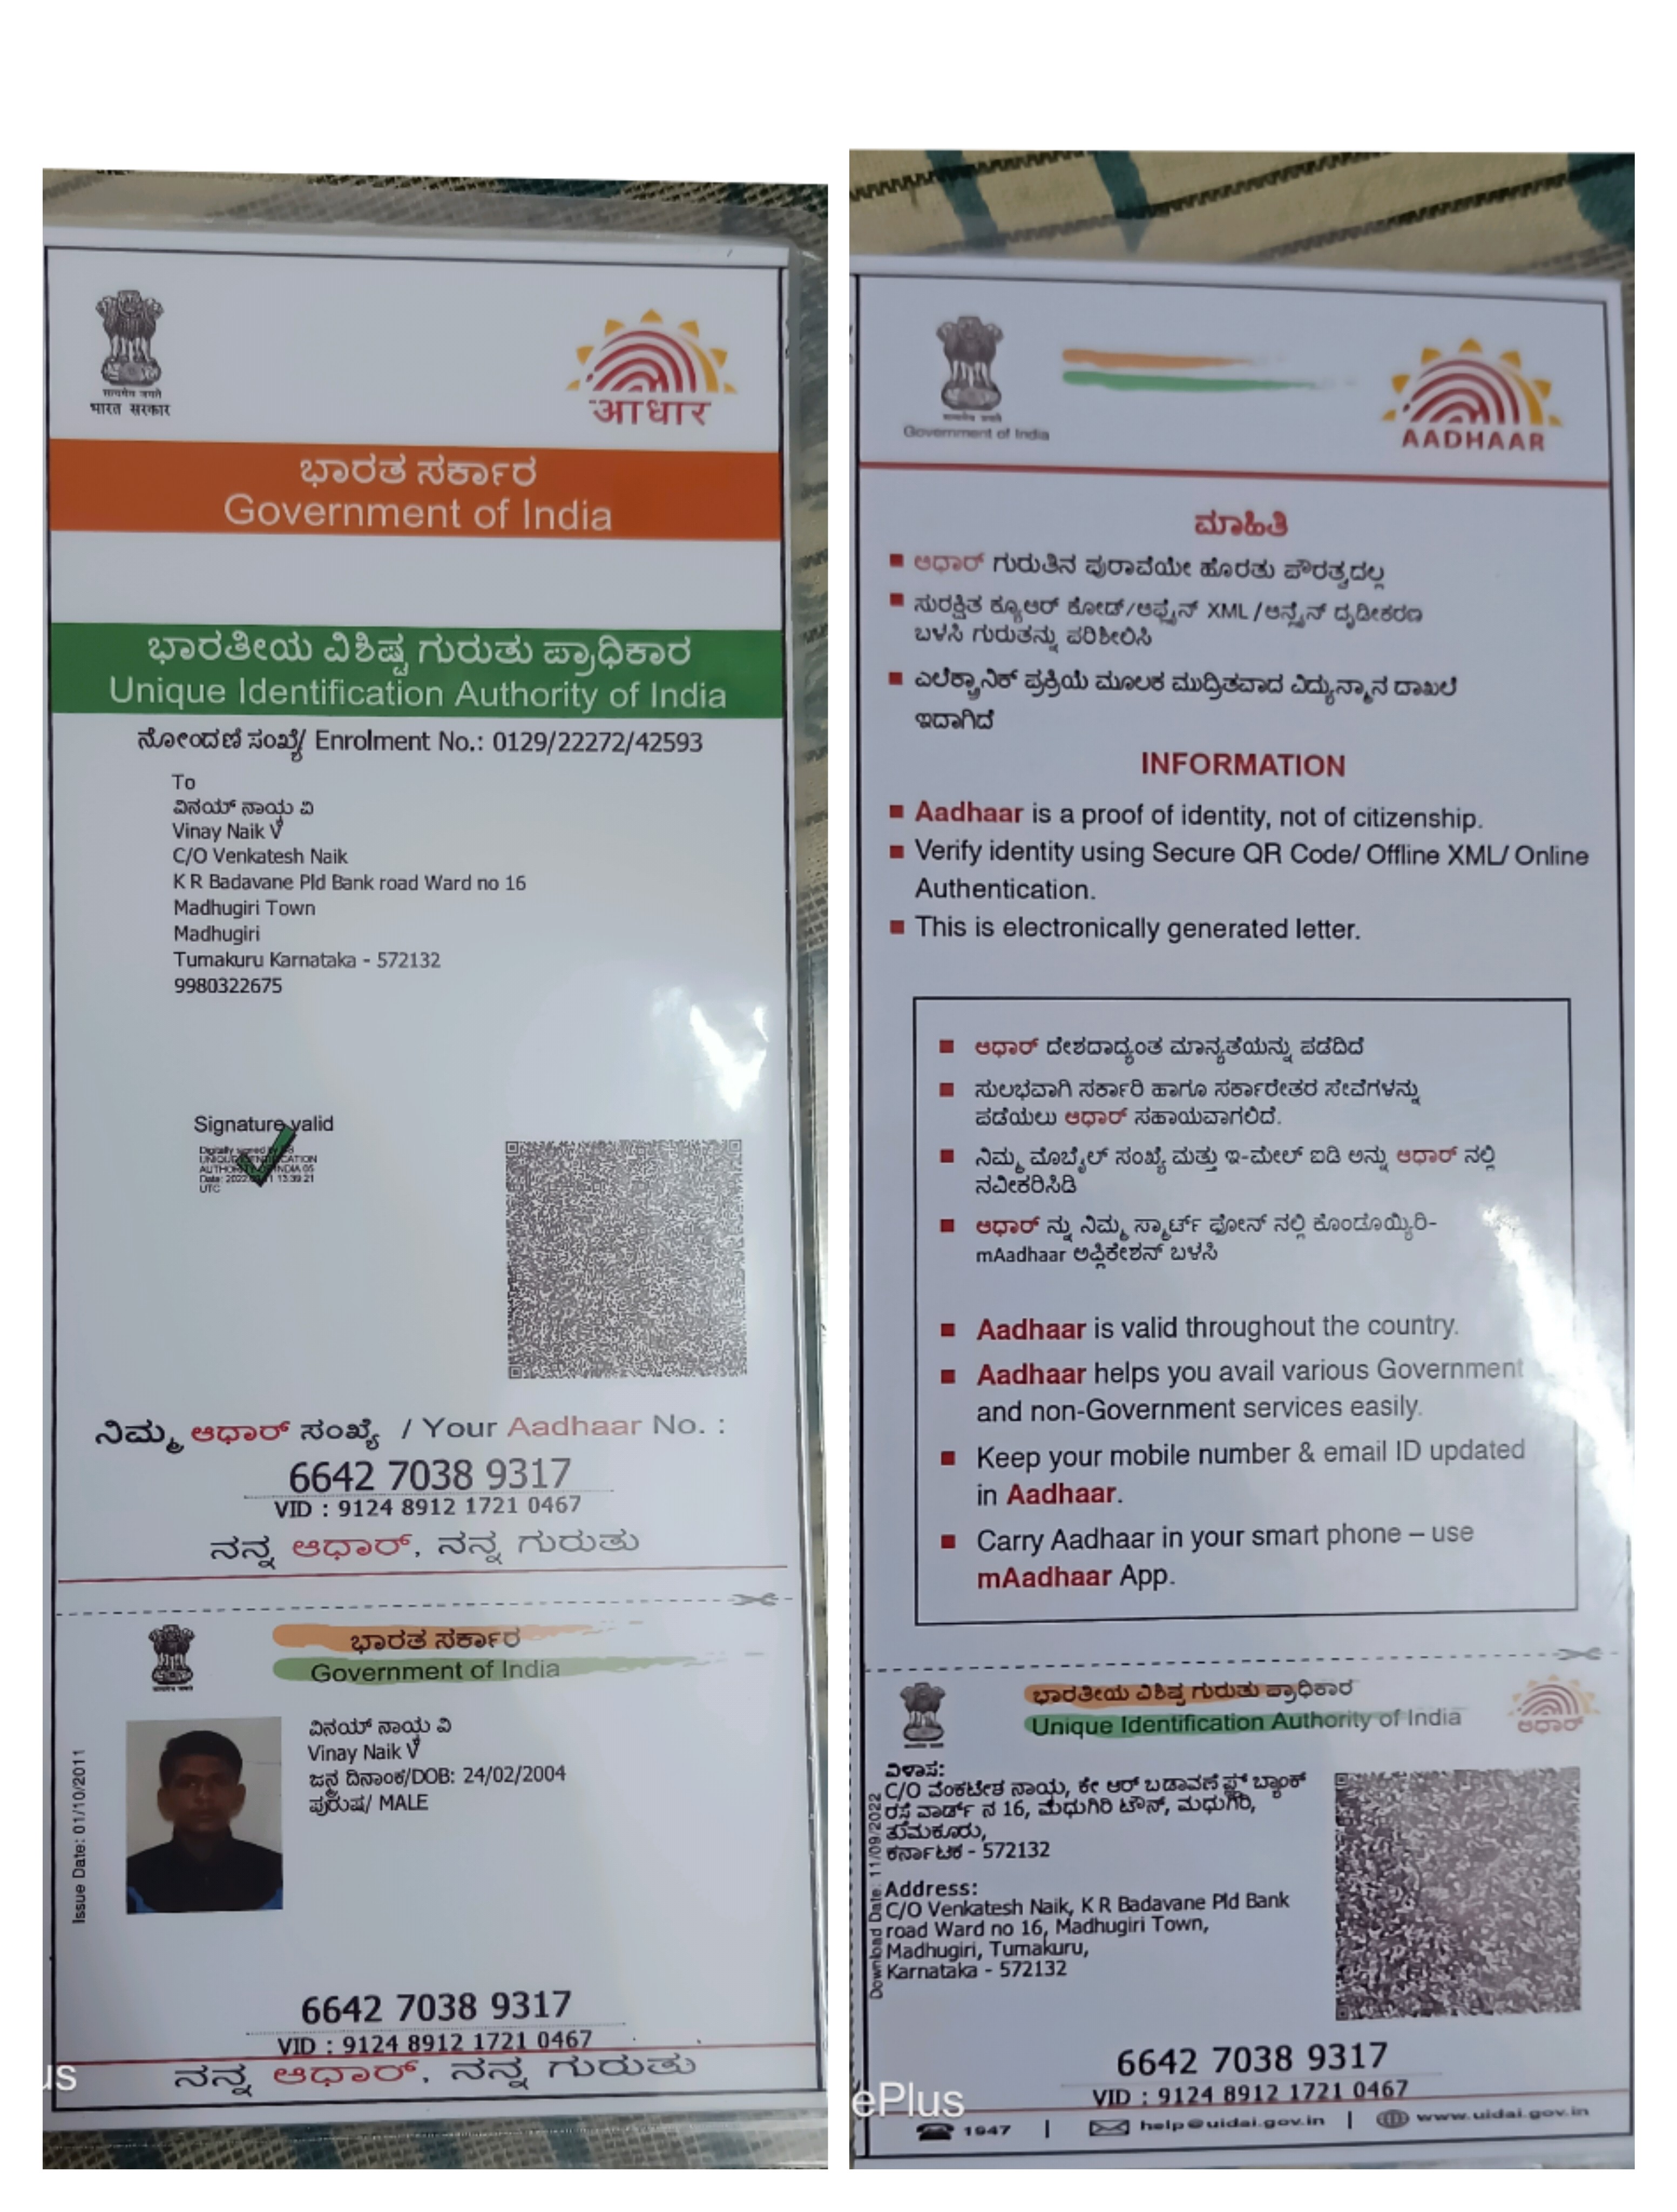 सत्यमेव जयते
भारत सरकार
आधार
ಭಾರತ ಸರ್ಕಾರ
Government of India
ಭಾರತೀಯ ವಿಶಿಷ್ಟ ಗುರುತು ಪ್ರಾಧಿಕಾರ
Unique Identification Authority of India
ನೋಂದಣಿ ಸಂಖ್ಯೆ/ Enrolment No.: 0129/22272/42593
To
ವಿನಯ್ ನಾಯ್ಕ ವಿ
Vinay Naik V
C/O Venkatesh Naik
K R Badavane Pld Bank road Ward no 16
Madhugiri Town
Madhugiri
Tumakuru Karnataka - 572132
9980322675
Signature valid
Digitally signed by
UNIQUE IDENTIFICATION
AUTHORITY OF INDIA 05
Date: 2022 13:39:21
UTC
ನಿಮ್ಮ ಆಧಾರ್ ಸಂಖ್ಯೆ / Your Aadhaar No. :
6642 7038 9317
VID : 9124 8912 1721 0467
ನನ್ನ ಆಧಾರ್, ನನ್ನ ಗುರುತು
ಭಾರತ ಸರ್ಕಾರ
Government of India
Issue Date: 01/10/2011
ವಿನಯ್ ನಾಯ್ಕ ವಿ
Vinay Naik V
ಜನ್ಮ ದಿನಾಂಕ/DOB: 24/02/2004
ಪುರುಷ/ MALE
6642 7038 9317
VID : 9124 8912 1721 0467
ನನ್ನ ಆಧಾರ್, ನನ್ನ ಗುರುತು
us
Government of India
AADHAAR
ಮಾಹಿತಿ
■ ಆಧಾರ್ ಗುರುತಿನ ಪುರಾವೆಯೇ ಹೊರತು ಪೌರತ್ವದಲ್ಲ
■ ಸುರಕ್ಷಿತ ಕ್ಯೂಆರ್ ಕೋಡ್/ಆಫ್ಲೈನ್ XML /ಆನ್ಲೈನ್ ದೃಢೀಕರಣ
ಬಳಸಿ ಗುರುತನ್ನು ಪರಿಶೀಲಿಸಿ
■ ಎಲೆಕ್ಟ್ರಾನಿಕ್ ಪ್ರಕ್ರಿಯೆ ಮೂಲಕ ಮುದ್ರಿತವಾದ ವಿದ್ಯುನ್ಮಾನ ದಾಖಲೆ
ಇದಾಗಿದೆ
INFORMATION
■ Aadhaar is a proof of identity, not of citizenship.
■ Verify identity using Secure QR Code/ Offline XML/ Online
Authentication.
■ This is electronically generated letter.
■ ಆಧಾರ್ ದೇಶದಾದ್ಯಂತ ಮಾನ್ಯತೆಯನ್ನು ಪಡೆದಿದೆ
■ ಸುಲಭವಾಗಿ ಸರ್ಕಾರಿ ಹಾಗೂ ಸರ್ಕಾರೇತರ ಸೇವೆಗಳನ್ನು
ಪಡೆಯಲು ಆಧಾರ್ ಸಹಾಯವಾಗಲಿದೆ.
■ ನಿಮ್ಮ ಮೊಬೈಲ್ ಸಂಖ್ಯೆ ಮತ್ತು ಇ-ಮೇಲ್ ಐಡಿ ಅನ್ನು ಆಧಾರ್ ನಲ್ಲಿ
ನವೀಕರಿಸಿಡಿ
■ ಆಧಾರ್ ನ್ನು ನಿಮ್ಮ ಸ್ಮಾರ್ಟ್ ಫೋನ್ ನಲ್ಲಿ ಕೊಂಡೊಯ್ಯಿರಿ-
mAadhaar ಅಪ್ಲಿಕೇಶನ್ ಬಳಸಿ
■ Aadhaar is valid throughout the country.
■ Aadhaar helps you avail various Government
and non-Government services easily.
■ Keep your mobile number & email ID updated
in Aadhaar.
■ Carry Aadhaar in your smart phone – use
mAadhaar App.
ಭಾರತೀಯ ವಿಶಿಷ್ಟ ಗುರುತು ಪ್ರಾಧಿಕಾರ
Unique Identification Authority of India
ಆಧಾರ್
Download Date: 11/09/2022
ವಿಳಾಸ:
C/O ವೆಂಕಟೇಶ ನಾಯ್ಕ, ಕೇ ಆರ್ ಬಡಾವಣೆ ಪ್ಲ್ಡ್ ಬ್ಯಾಂಕ್
ರಸ್ತೆ ವಾರ್ಡ್ ನ 16, ಮಧುಗಿರಿ ಟೌನ್, ಮಧುಗಿರಿ,
ತುಮಕೂರು,
ಕರ್ನಾಟಕ - 572132
Address:
C/O Venkatesh Naik, K R Badavane Pld Bank
road Ward no 16, Madhugiri Town,
Madhugiri, Tumakuru,
Karnataka - 572132
6642 7038 9317
VID : 9124 8912 1721 0467
ePlus
1947 | help@uidai.gov.in | www.uidai.gov.in